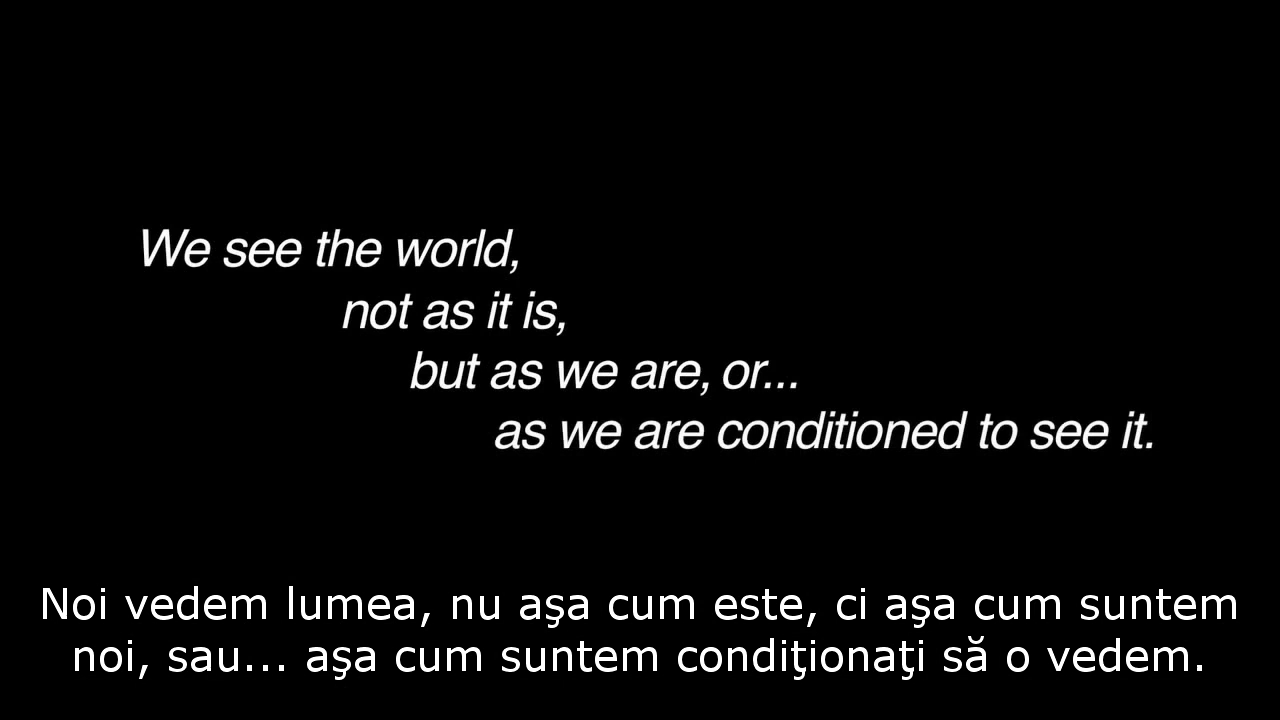 We see the world,
not as it is,
but as we are, or...
as we are conditioned to see it.
Noi vedem lumea, nu aşa cum este, ci aşa cum suntem
noi, sau... aşa cum suntem condiţionaţi să o vedem.